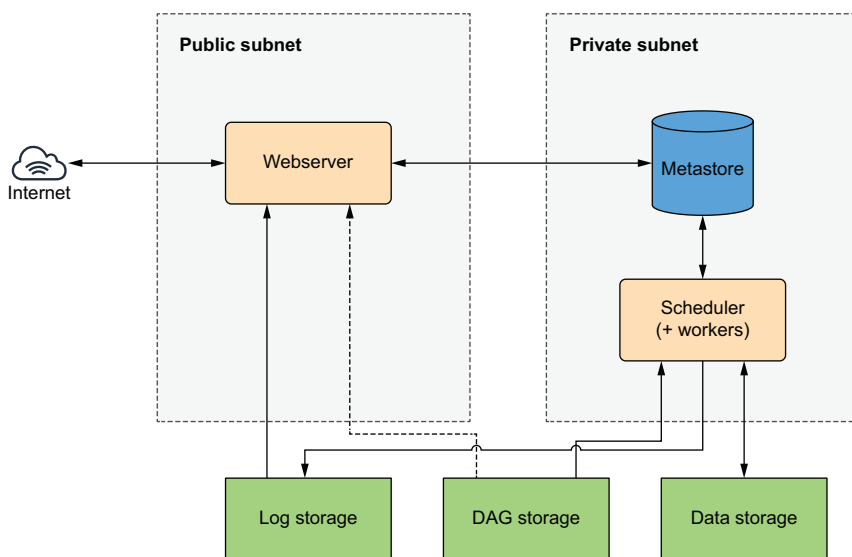 Public subnet
Private subnet
Internet
Webserver
Metastore
Scheduler
(+ workers)
Log storage
DAG storage
Data storage